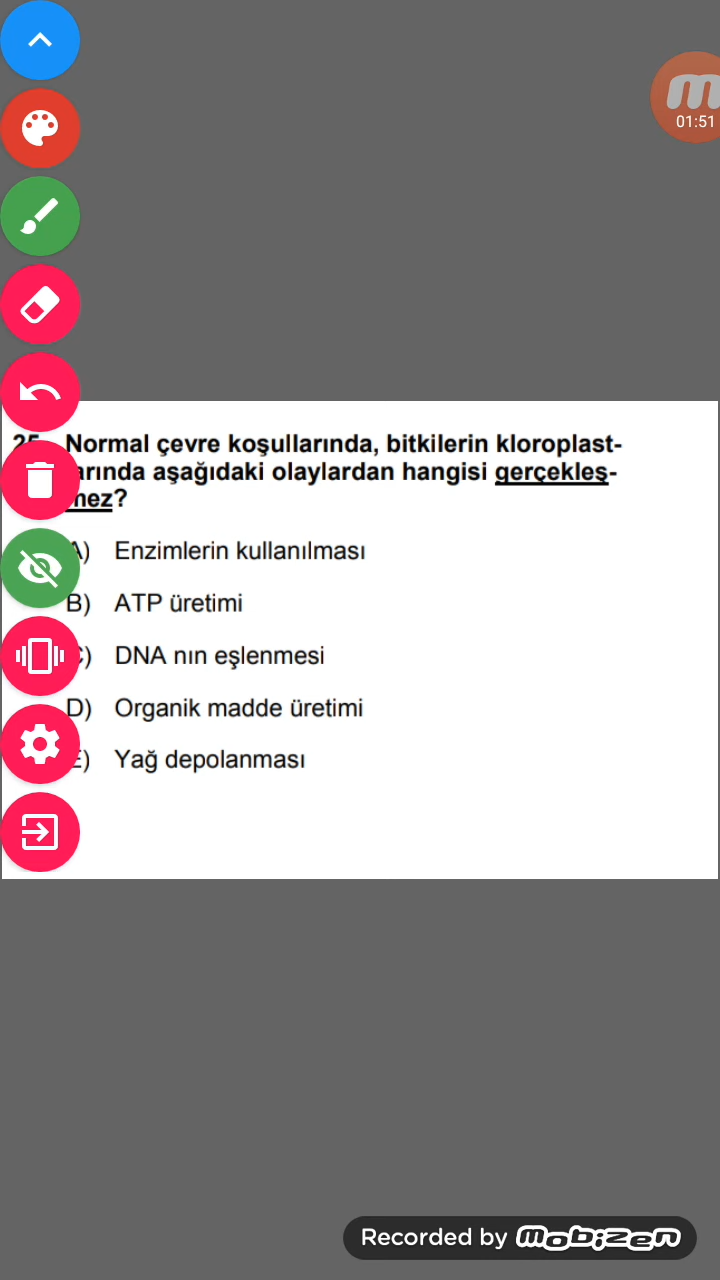 01:51
25. Normal çevre koşullarında, bitkilerin kloroplast-
arında aşağıdaki olaylardan hangisi gerçekleş-
mez?
A) Enzimlerin kullanılması
B) ATP üretimi
C) DNA nın eşlenmesi
D) Organik madde üretimi
E) Yağ depolanması
Recorded by mobizen